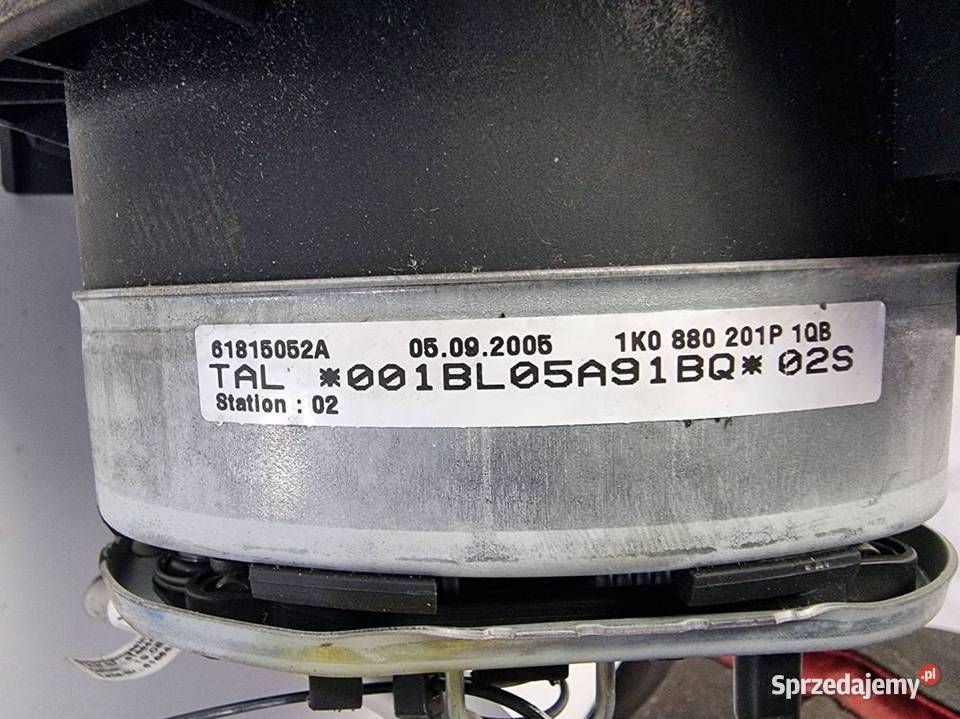 61815052A 05.09.2005 1K0 880 201P 1QB
TAL *001BL05A91BQ* 02S
Station : 02
Sprzedajemy.pl